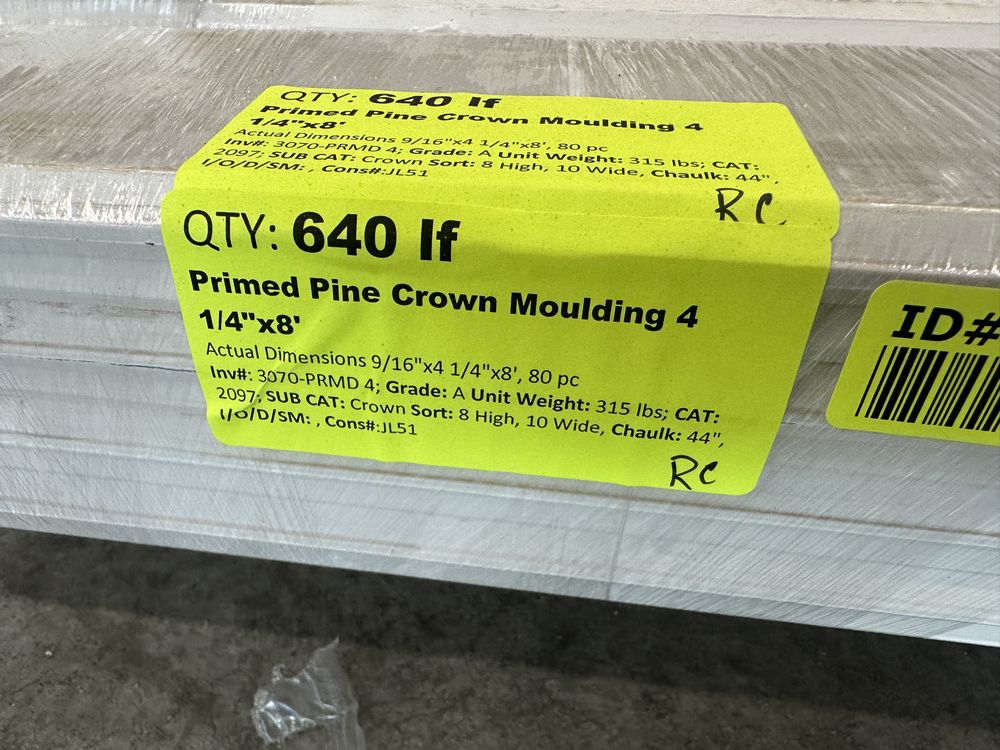 QTY: 640 lf
Primed Pine Crown Moulding 4
1/4"x8'
Actual Dimensions 9/16"x4 1/4"x8', 80 pc
Inv#: 3070-PRMD 4; Grade: A Unit Weight: 315 lbs; CAT:
2097; SUB CAT: Crown Sort: 8 High, 10 Wide, Chaulk: 44",
I/O/D/SM: , Cons#:JL51
RC
QTY: 640 lf
Primed Pine Crown Moulding 4
1/4"x8'
Actual Dimensions 9/16"x4 1/4"x8', 80 pc
Inv#: 3070-PRMD 4; Grade: A Unit Weight: 315 lbs; CAT:
2097; SUB CAT: Crown Sort: 8 High, 10 Wide, Chaulk: 44",
I/O/D/SM: , Cons#:JL51
RC
ID#